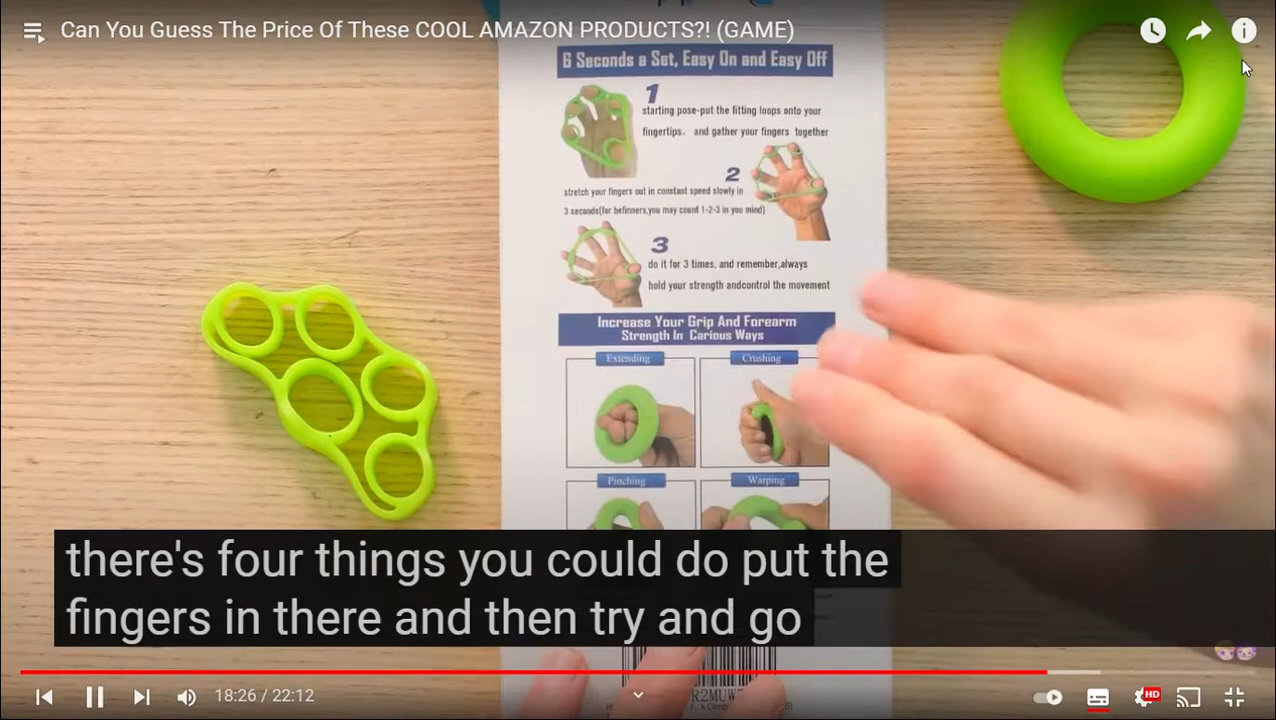 Can You Guess The Price Of These COOL AMAZON PRODUCTS?! (GAME)
6 Seconds a Set, Easy On and Easy Off
1
starting pose-put the fitting loops onto your
fingertips, and gather your fingers together
2
stretch your fingers out in constant speed slowly in
3 seconds(for befinners,you may count 1-2-3 in you mind)
3
do it for 3 times, and remember,always
hold your strength andcontrol the movement
Increase Your Grip And Forearm
Strength In Carious Ways
Extending
Crushing
Pinching
Warping
there's four things you could do put the
fingers in there and then try and go
18:26 / 22:12
HD